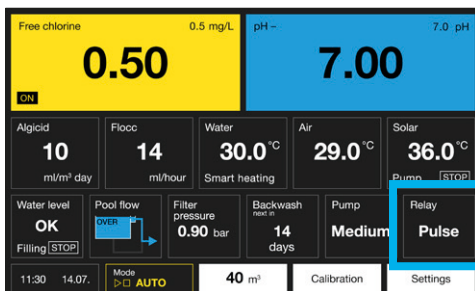 Free chlorine 0.5 mg/L
0.50
ON
pH – 7.0 pH
7.00
Algicid
10
ml/m³ day
Flocc
14
ml/hour
Water
30.0°C
Smart heating
Air
29.0°C
Solar
36.0°C
Pump STOP
Water level
OK
Filling STOP
Pool flow
OVER
Filter
pressure
0.90 bar
Backwash
next in
14
days
Pump
Medium
Relay
Pulse
11:30 14.07.
Mode
AUTO
40 m³
Calibration
Settings